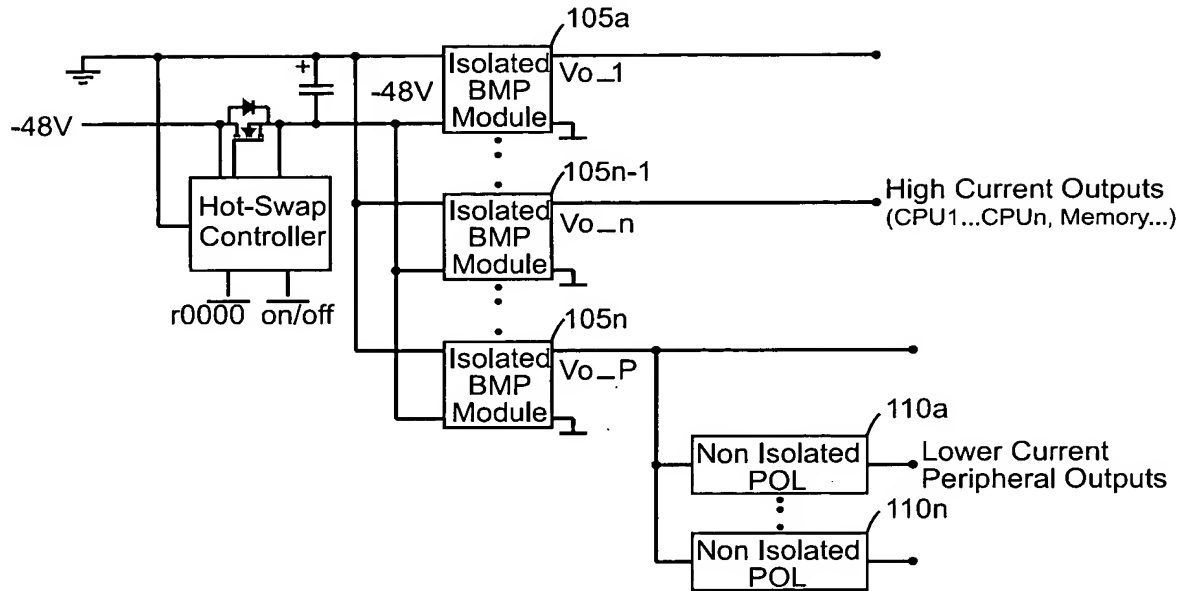 105a
Isolated
BMP
Module
Vo_1
+
-48V
-48V
105n-1
Isolated
BMP
Module
Vo_n
High Current Outputs
(CPU1...CPUn, Memory...)
Hot-Swap
Controller
r0000 on/off
105n
Isolated
BMP
Module
Vo_P
110a
Non Isolated
POL
Lower Current
Peripheral Outputs
110n
Non Isolated
POL